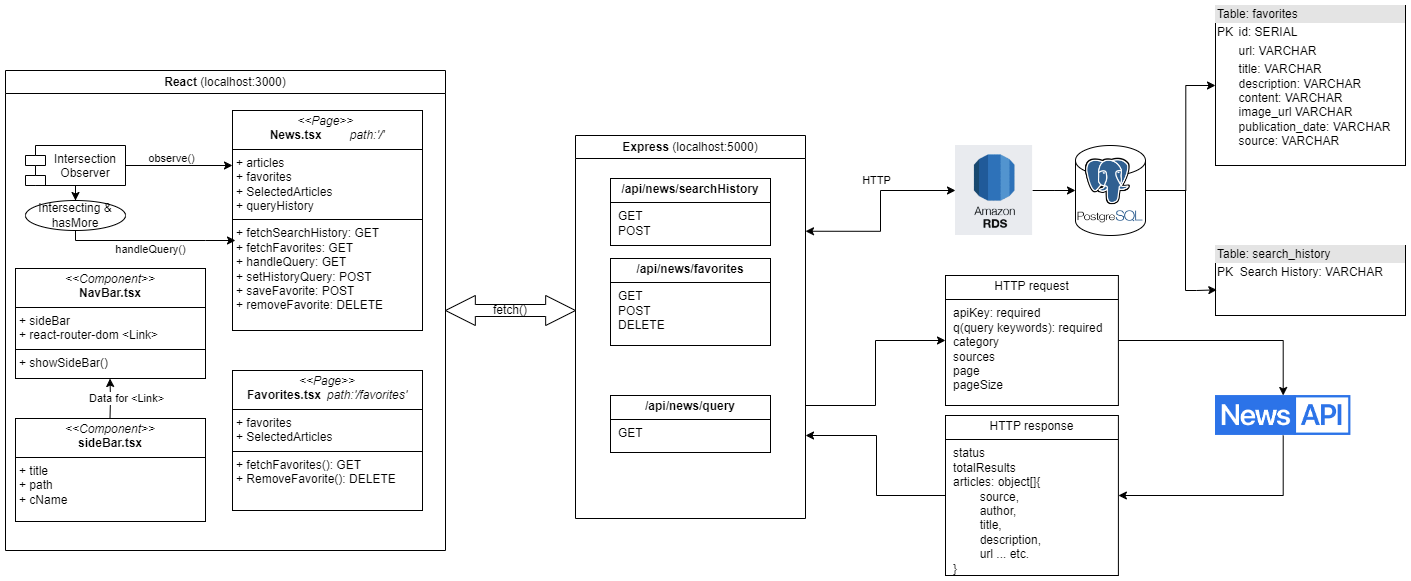 React (localhost:3000)
Intersection
Observer
observe()
Intersecting &
hasMore
handleQuery()
<<Page>>
News.tsx path:'/'
+ articles
+ favorites
+ SelectedArticles
+ queryHistory
+ fetchSearchHistory: GET
+ fetchFavorites: GET
+ handleQuery: GET
+ setHistoryQuery: POST
+ saveFavorite: POST
+ removeFavorite: DELETE
<<Component>>
NavBar.tsx
+ sideBar
+ react-router-dom <Link>
+ showSideBar()
Data for <Link>
<<Component>>
sideBar.tsx
+ title
+ path
+ cName
<<Page>>
Favorites.tsx path:'/favorites'
+ favorites
+ SelectedArticles
+ fetchFavorites(): GET
+ RemoveFavorite(): DELETE
fetch()
Express (localhost:5000)
/api/news/searchHistory
GET
POST
/api/news/favorites
GET
POST
DELETE
/api/news/query
GET
HTTP
Amazon
RDS
PostgreSQL
Table: favorites
PK id: SERIAL
url: VARCHAR
title: VARCHAR
description: VARCHAR
content: VARCHAR
image_url VARCHAR
publication_date: VARCHAR
source: VARCHAR
Table: search_history
PK Search History: VARCHAR
HTTP request
apiKey: required
q(query keywords): required
category
sources
page
pageSize
News API
HTTP response
status
totalResults
articles: object[]{
source,
author,
title,
description,
url ... etc.
}